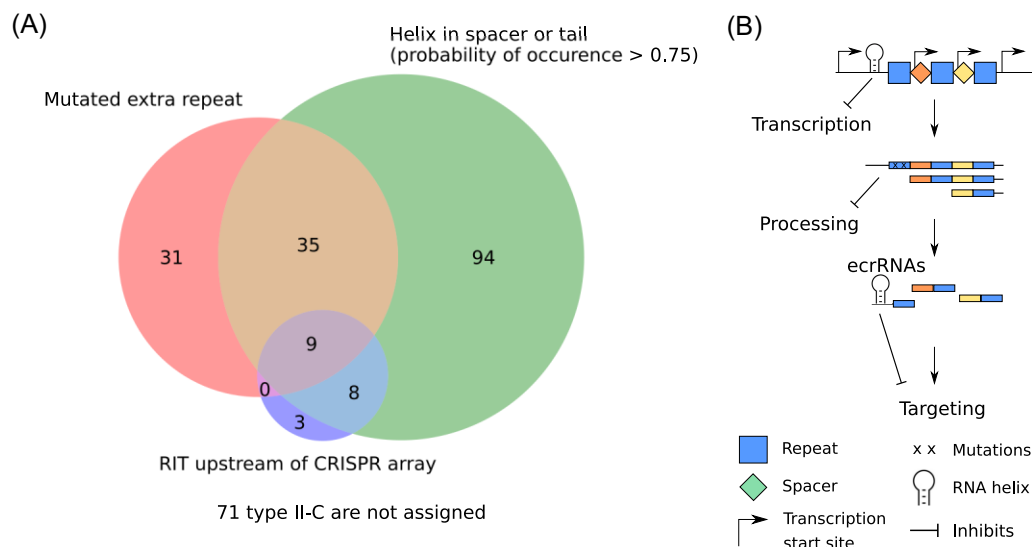 (A)
Helix in spacer or tail
(probability of occurence > 0.75)
Mutated extra repeat
31
35
94
9
0
8
3
RIT upstream of CRISPR array
71 type II-C are not assigned
(B)
Transcription
x x
Processing
ecrRNAs
Targeting
Repeat
x x Mutations
Spacer
RNA helix
Transcription
start site
Inhibits